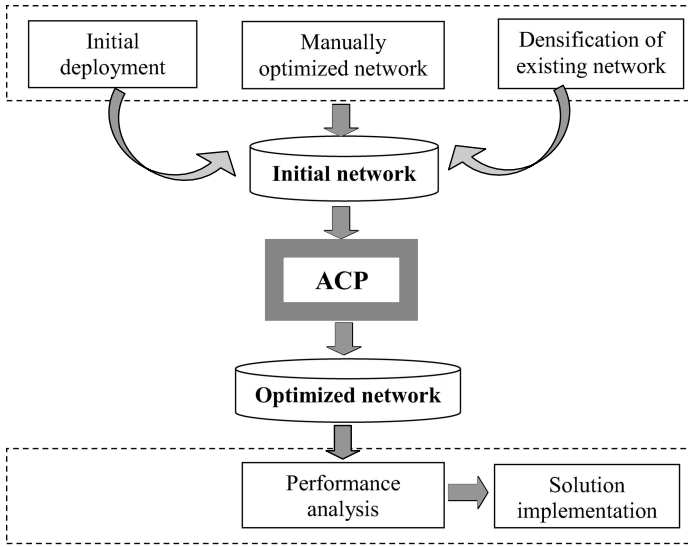 Initial
deployment
Manually
optimized network
Densification of
existing network
Initial network
ACP
Optimized network
Performance
analysis
Solution
implementation